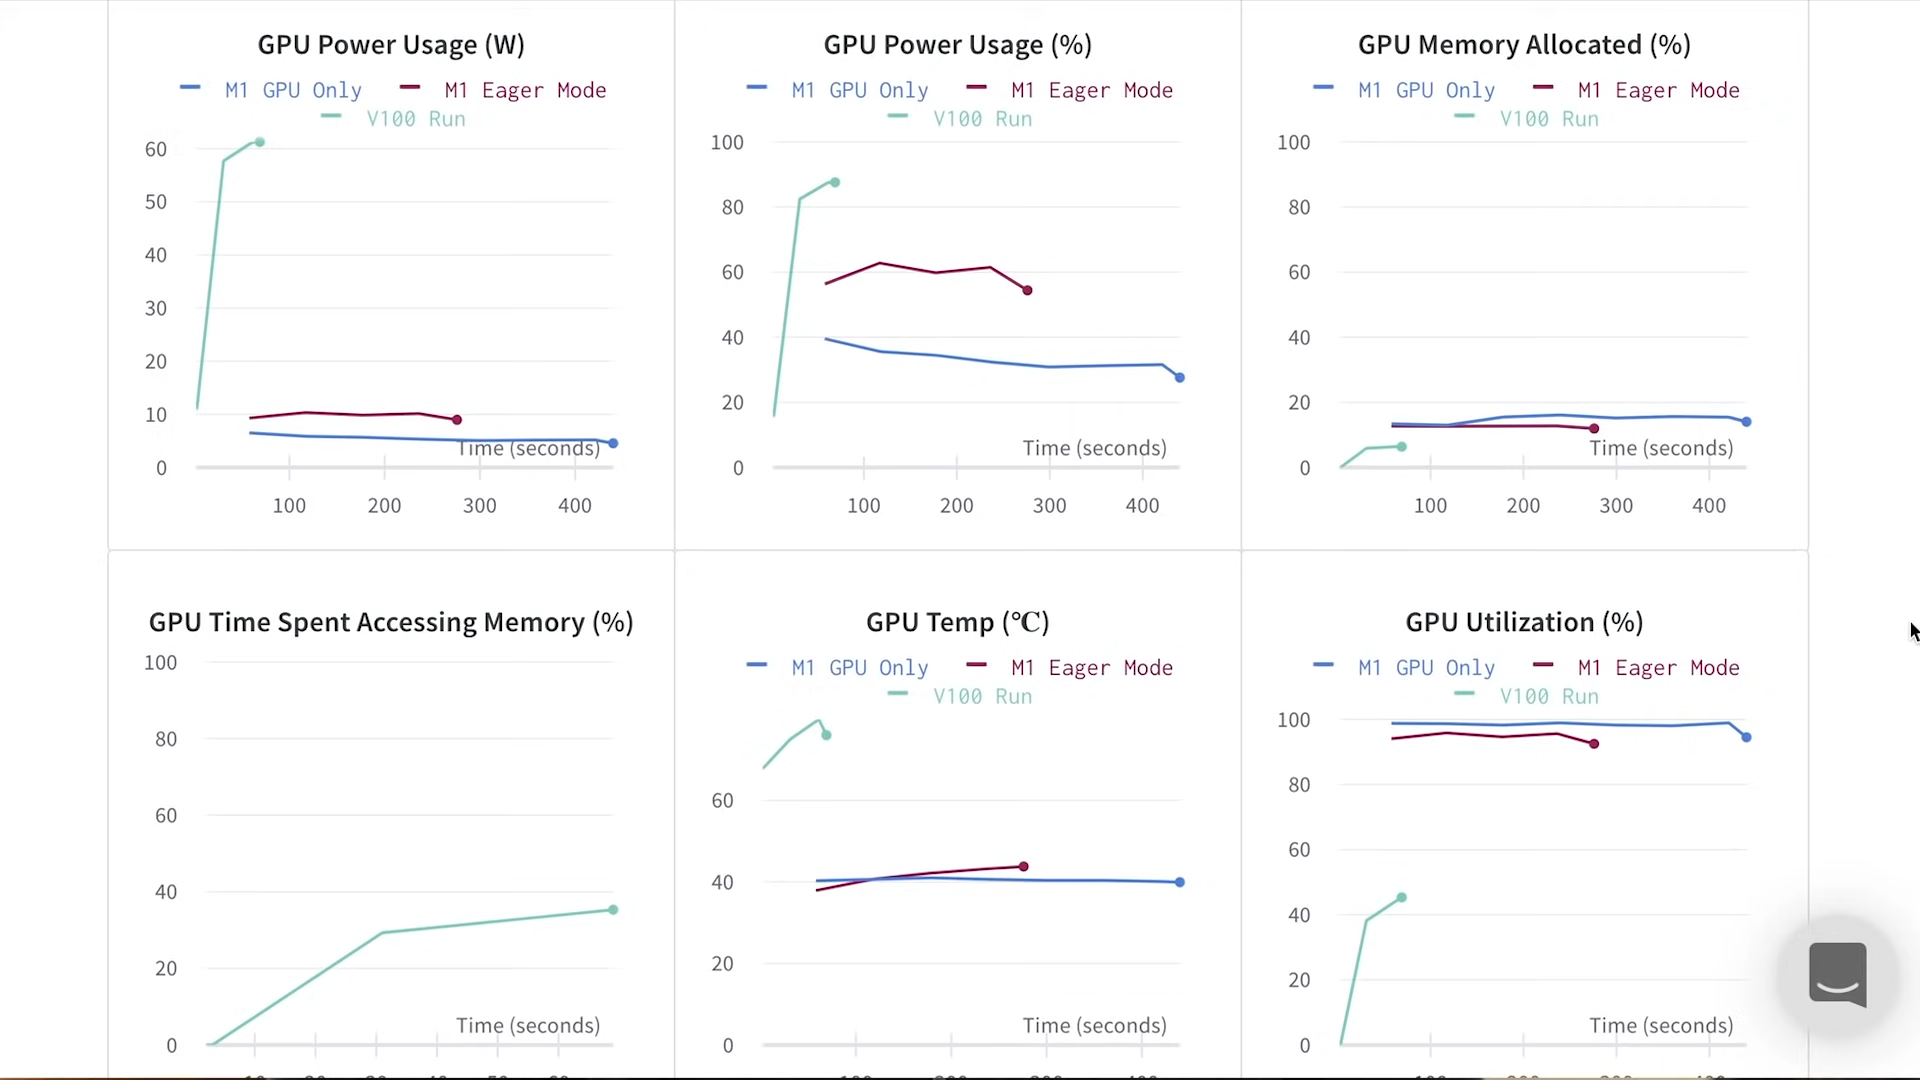 GPU Power Usage (W)
M1 GPU Only M1 Eager Mode
V100 Run
60
50
40
30
20
10
0
Time (seconds)
100 200 300 400
GPU Power Usage (%)
M1 GPU Only M1 Eager Mode
V100 Run
100
80
60
40
20
0
Time (seconds)
100 200 300 400
GPU Memory Allocated (%)
M1 GPU Only M1 Eager Mode
V100 Run
100
80
60
40
20
0
Time (seconds)
100 200 300 400
GPU Time Spent Accessing Memory (%)
100
80
60
40
20
0
Time (seconds)
GPU Temp (℃)
M1 GPU Only M1 Eager Mode
V100 Run
60
40
20
0
Time (seconds)
GPU Utilization (%)
M1 GPU Only M1 Eager Mode
V100 Run
100
80
60
40
20
0
Time (seconds)